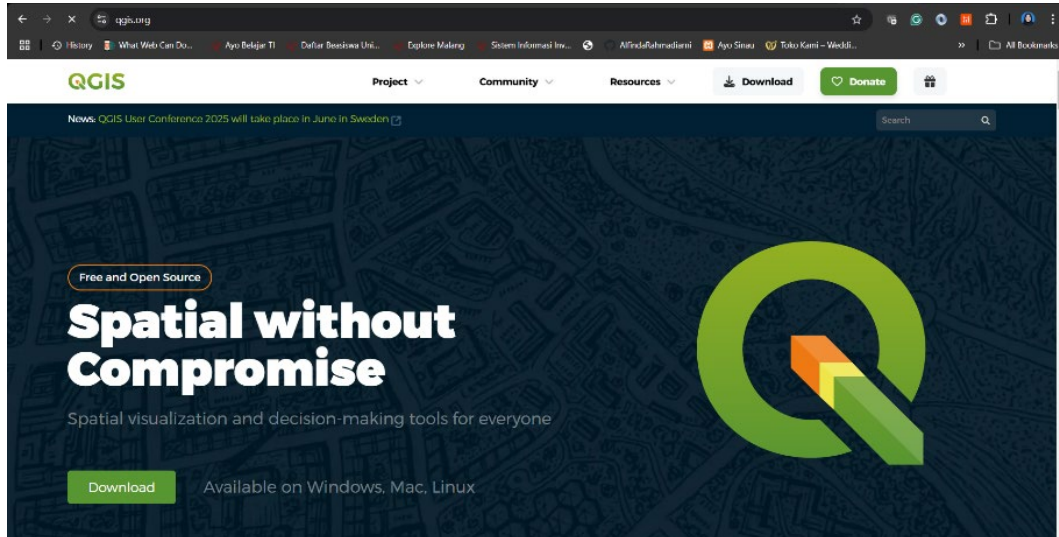 qgis.org
History What Web Can Do... Ayo Belajar TI Daftar Beasiswa Uni... Explore Malang Sistem Informasi Inv... AlfindaRahmadiarni Ayo Sinau Toko Kami – Weddi... » All Bookmarks
QGIS Project Community Resources Download Donate
News: QGIS User Conference 2025 will take place in June in Sweden Search
Free and Open Source
Spatial without
Compromise
Spatial visualization and decision-making tools for everyone
Download Available on Windows, Mac, Linux